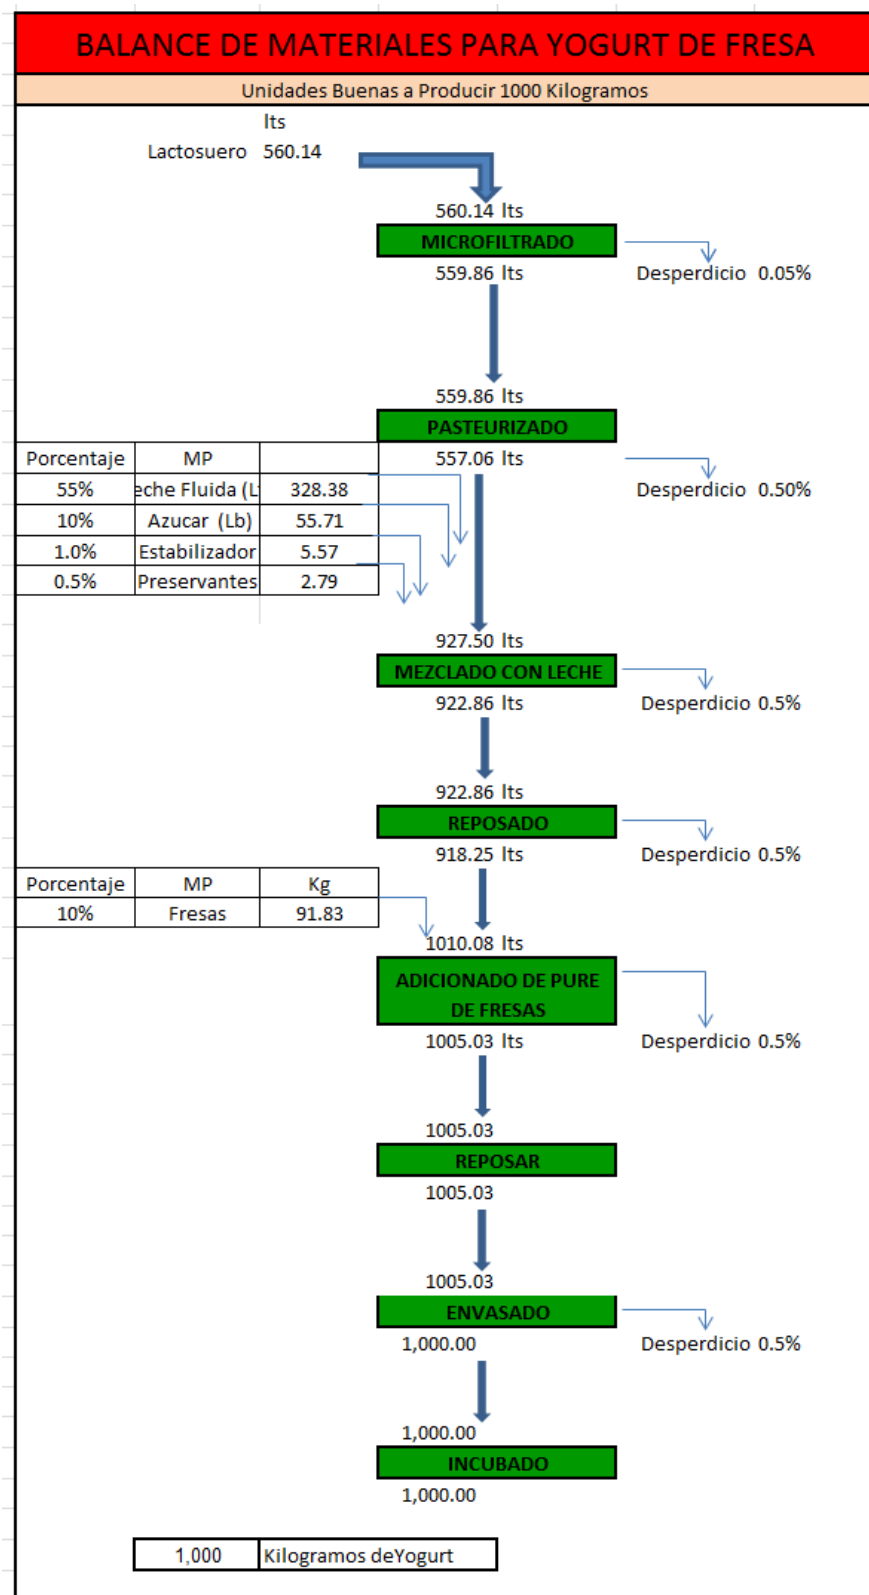 BALANCE DE MATERIALES PARA YOGURT DE FRESA
Unidades Buenas a Producir 1000 Kilogramos
lts
Lactosuero 560.14
560.14 lts
MICROFILTRADO
559.86 lts
Desperdicio 0.05%
559.86 lts
PASTEURIZADO
557.06 lts
Desperdicio 0.50%
Porcentaje MP
55% eche Fluida (L 328.38
10% Azucar (Lb) 55.71
1.0% Estabilizador 5.57
0.5% Preservantes 2.79
927.50 lts
MEZCLADO CON LECHE
922.86 lts
Desperdicio 0.5%
922.86 lts
REPOSADO
918.25 lts
Desperdicio 0.5%
Porcentaje MP Kg
10% Fresas 91.83
1010.08 lts
ADICIONADO DE PURE
DE FRESAS
1005.03 lts
Desperdicio 0.5%
1005.03
REPOSAR
1005.03
1005.03
ENVASADO
1,000.00
Desperdicio 0.5%
1,000.00
INCUBADO
1,000.00
1,000 Kilogramos deYogurt